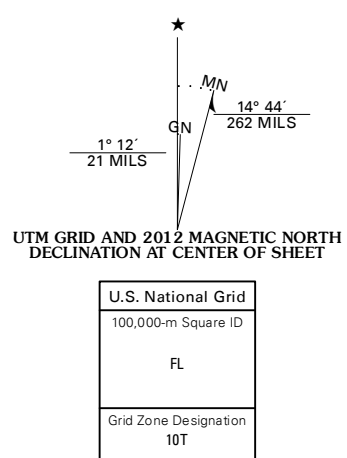 ★
MN
GN
14° 44´
262 MILS
1° 12´
21 MILS
UTM GRID AND 2012 MAGNETIC NORTH
DECLINATION AT CENTER OF SHEET
U.S. National Grid
100,000-m Square ID
FL
Grid Zone Designation
10T